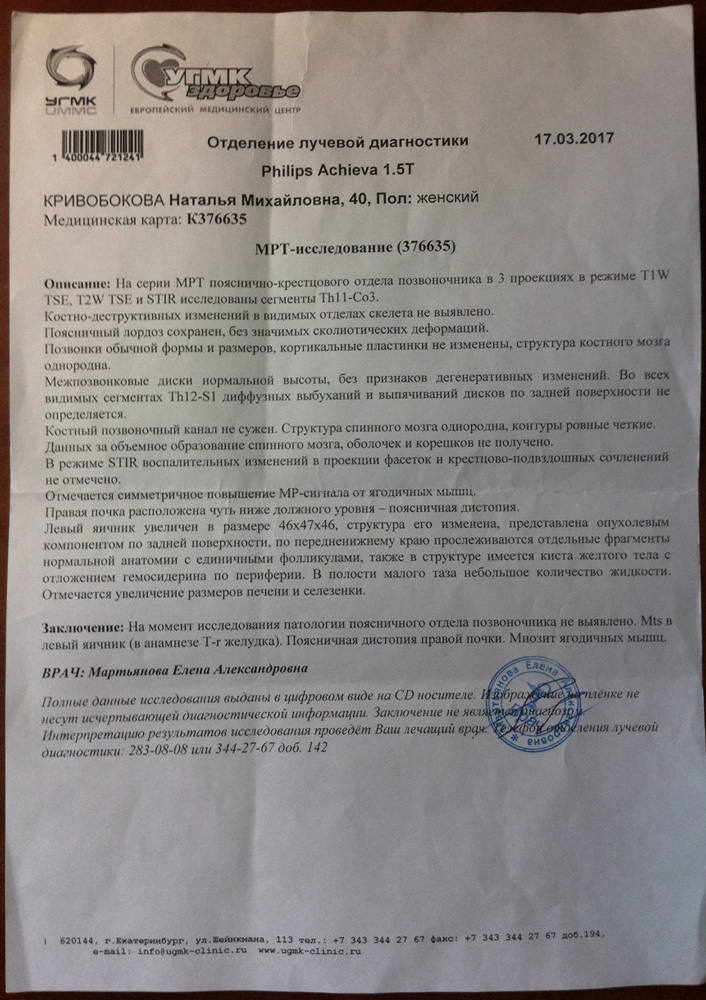 УГМК
UMMC
УГМК
здоровье
ЕВРОПЕЙСКИЙ МЕДИЦИНСКИЙ ЦЕНТР
1 400044 721241
Отделение лучевой диагностики
17.03.2017
Philips Achieva 1.5T
КРИВОБОКОВА Наталья Михайловна, 40, Пол: женский
Медицинская карта: К376635
МРТ-исследование (376635)
Описание: На серии МРТ пояснично-крестцового отдела позвоночника в 3 проекциях в режиме T1W
TSE, T2W TSE и STIR исследованы сегменты Th11-Co3.
Костно-деструктивных изменений в видимых отделах скелета не выявлено.
Поясничный лордоз сохранен, без значимых сколиотических деформаций.
Позвонки обычной формы и размеров, кортикальные пластинки не изменены, структура костного мозга
однородна.
Межпозвонковые диски нормальной высоты, без признаков дегенеративных изменений. Во всех
видимых сегментах Th12-S1 диффузных выбуханий и выпячиваний дисков по задней поверхности не
определяется.
Костный позвоночный канал не сужен. Структура спинного мозга однородна, контуры ровные четкие.
Данных за объемное образование спинного мозга, оболочек и корешков не получено.
В режиме STIR воспалительных изменений в проекции фасеток и крестцово-подвздошных сочленений
не отмечено.
Отмечается симметричное повышение МР-сигнала от ягодичных мышц.
Правая почка расположена чуть ниже должного уровня – поясничная дистопия.
Левый яичник увеличен в размере 46x47x46, структура его изменена, представлена опухолевым
компонентом по задней поверхности, по передненижнему краю прослеживаются отдельные фрагменты
нормальной анатомии с единичными фолликулами, также в структуре имеется киста желтого тела с
отложением гемосидерина по периферии. В полости малого таза небольшое количество жидкости.
Отмечается увеличение размеров печени и селезенки.
Заключение: На момент исследования патологии поясничного отдела позвоночника не выявлено. Mts в
левый яичник (в анамнезе Т-r желудка). Поясничная дистопия правой почки. Миозит ягодичных мышц.
ВРАЧ: Мартьянова Елена Александровна
Полные данные исследования выданы в цифровом виде на CD носителе. Изображение на плёнке не
несут исчерпывающей диагностической информации. Заключение не является диагнозом.
Интерпретацию результатов исследования проведёт Ваш лечащий врач. Телефон отделения лучевой
диагностики: 283-08-08 или 344-27-67 доб. 142
620144, г.Екатеринбург, ул.Шейнкмана, 113 тел.: +7 343 344 27 67 факс: +7 343 344 27 67 доб.194,
e-mail: info@ugmk-clinic.ru www.ugmk-clinic.ru